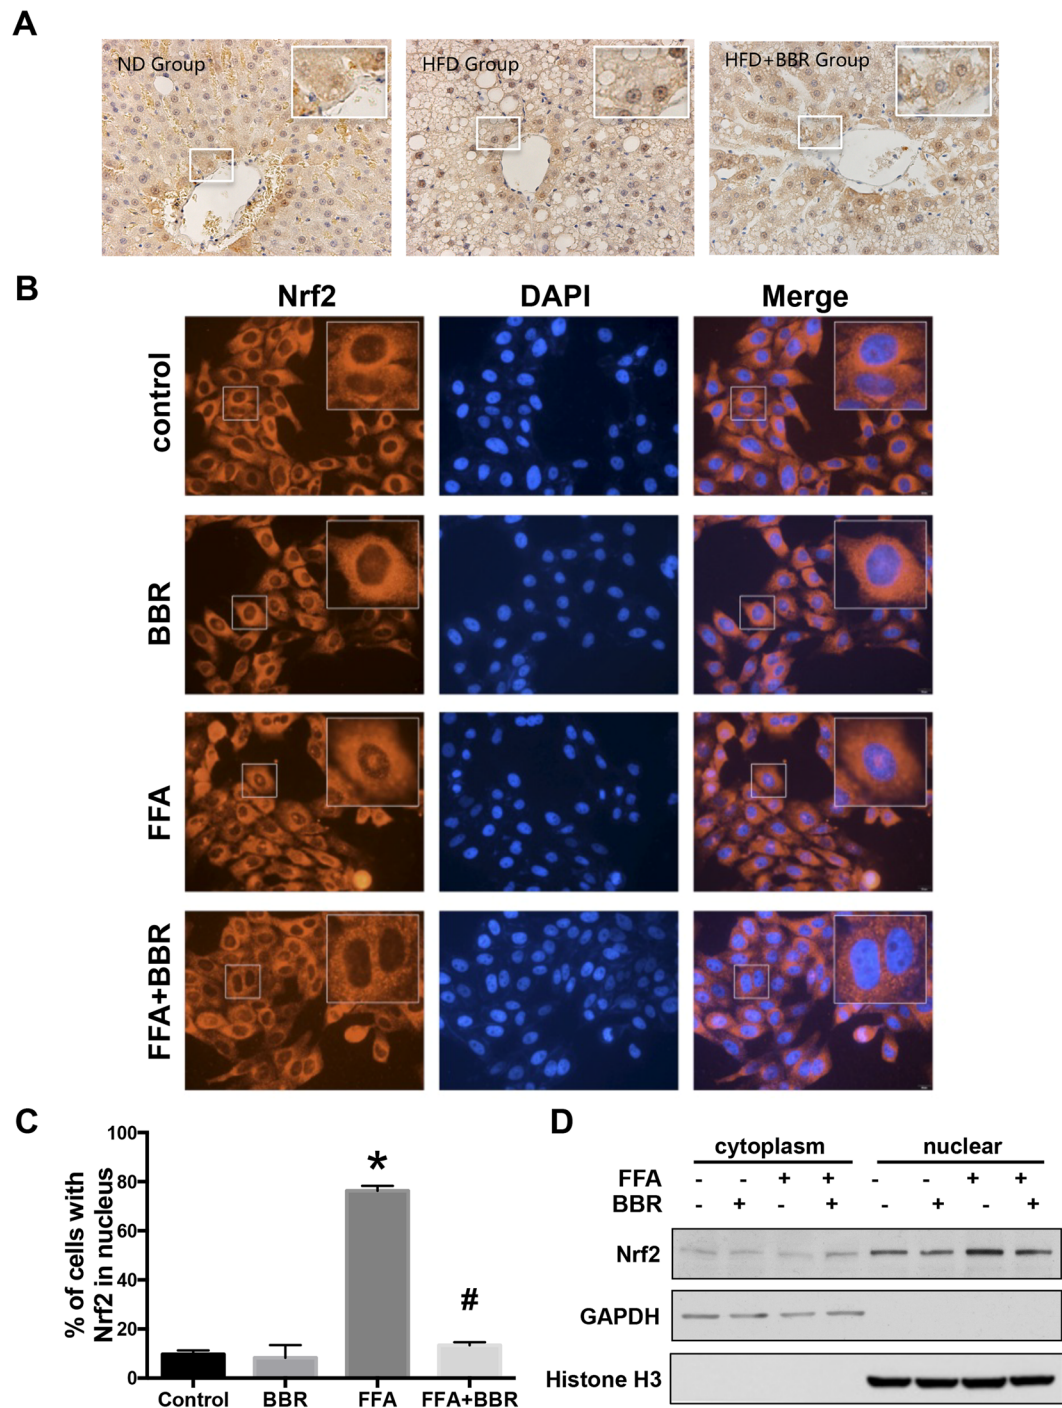 A
ND Group
HFD Group
HFD+BBR Group
B
Nrf2
DAPI
Merge
control
BBR
FFA
FFA+BBR
C
% of cells with
Nrf2 in nucleus
100
80
60
40
20
0
*
#
Control
BBR
FFA
FFA+BBR
D
cytoplasm
nuclear
FFA - - + + - - + +
BBR - + - + - + - +
Nrf2
GAPDH
Histone H3